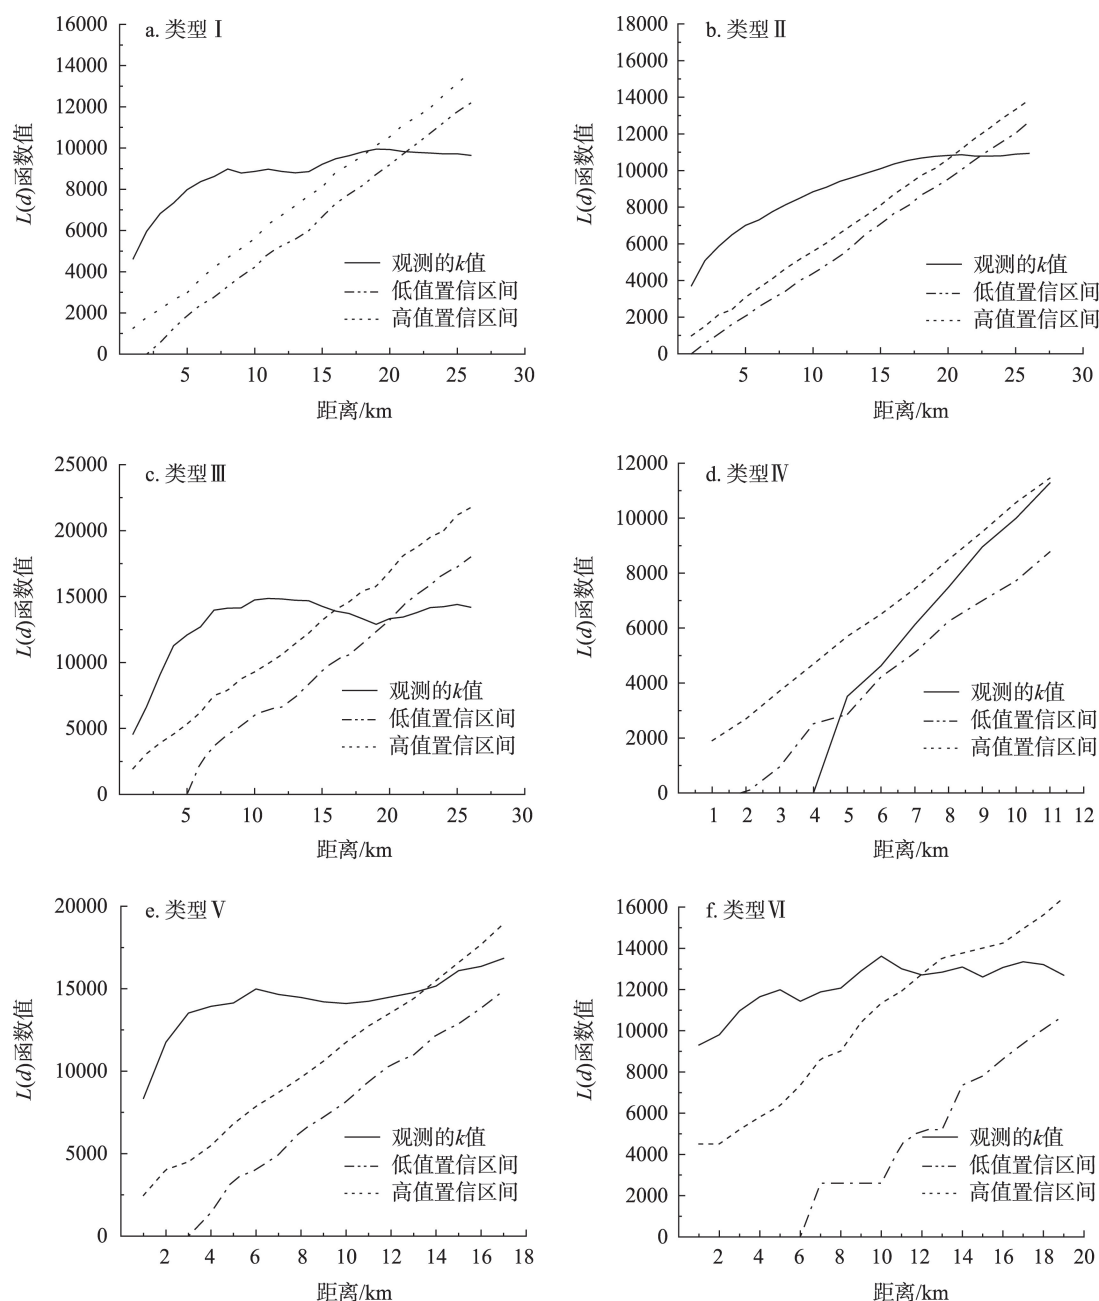 a. 类型Ⅰ
16000
14000
12000
10000
8000
6000
4000
2000
0
L(d)函数值
观测的k值
低值置信区间
高值置信区间
5 10 15 20 25 30
距离/km
b. 类型Ⅱ
18000
16000
14000
12000
10000
8000
6000
4000
2000
0
L(d)函数值
观测的k值
低值置信区间
高值置信区间
5 10 15 20 25 30
距离/km
c. 类型Ⅲ
25000
20000
15000
10000
5000
0
L(d)函数值
观测的k值
低值置信区间
高值置信区间
5 10 15 20 25 30
距离/km
d. 类型Ⅳ
12000
10000
8000
6000
4000
2000
0
L(d)函数值
观测的k值
低值置信区间
高值置信区间
1 2 3 4 5 6 7 8 9 10 11 12
距离/km
e. 类型Ⅴ
20000
15000
10000
5000
0
L(d)函数值
观测的k值
低值置信区间
高值置信区间
2 4 6 8 10 12 14 16 18
距离/km
f. 类型Ⅵ
16000
14000
12000
10000
8000
6000
4000
2000
0
L(d)函数值
观测的k值
低值置信区间
高值置信区间
2 4 6 8 10 12 14 16 18 20
距离/km